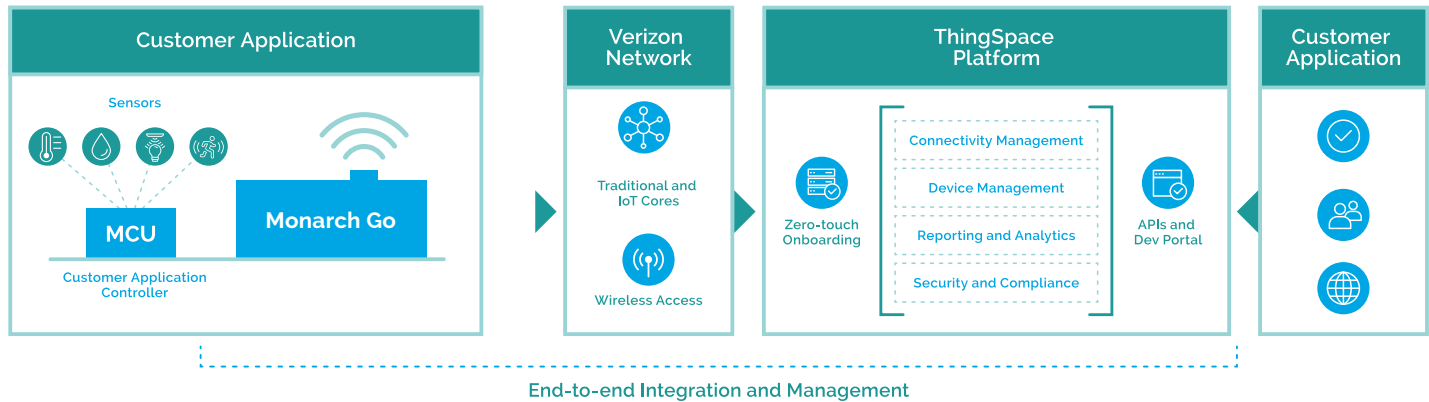 Customer Application
Sensors
MCU
Monarch Go
Customer Application
Controller
Verizon
Network
Traditional and
IoT Cores
Wireless Access
ThingSpace
Platform
Zero-touch
Onboarding
Connectivity Management
Device Management
Reporting and Analytics
Security and Compliance
APIs and
Dev Portal
Customer
Application
End-to-end Integration and Management